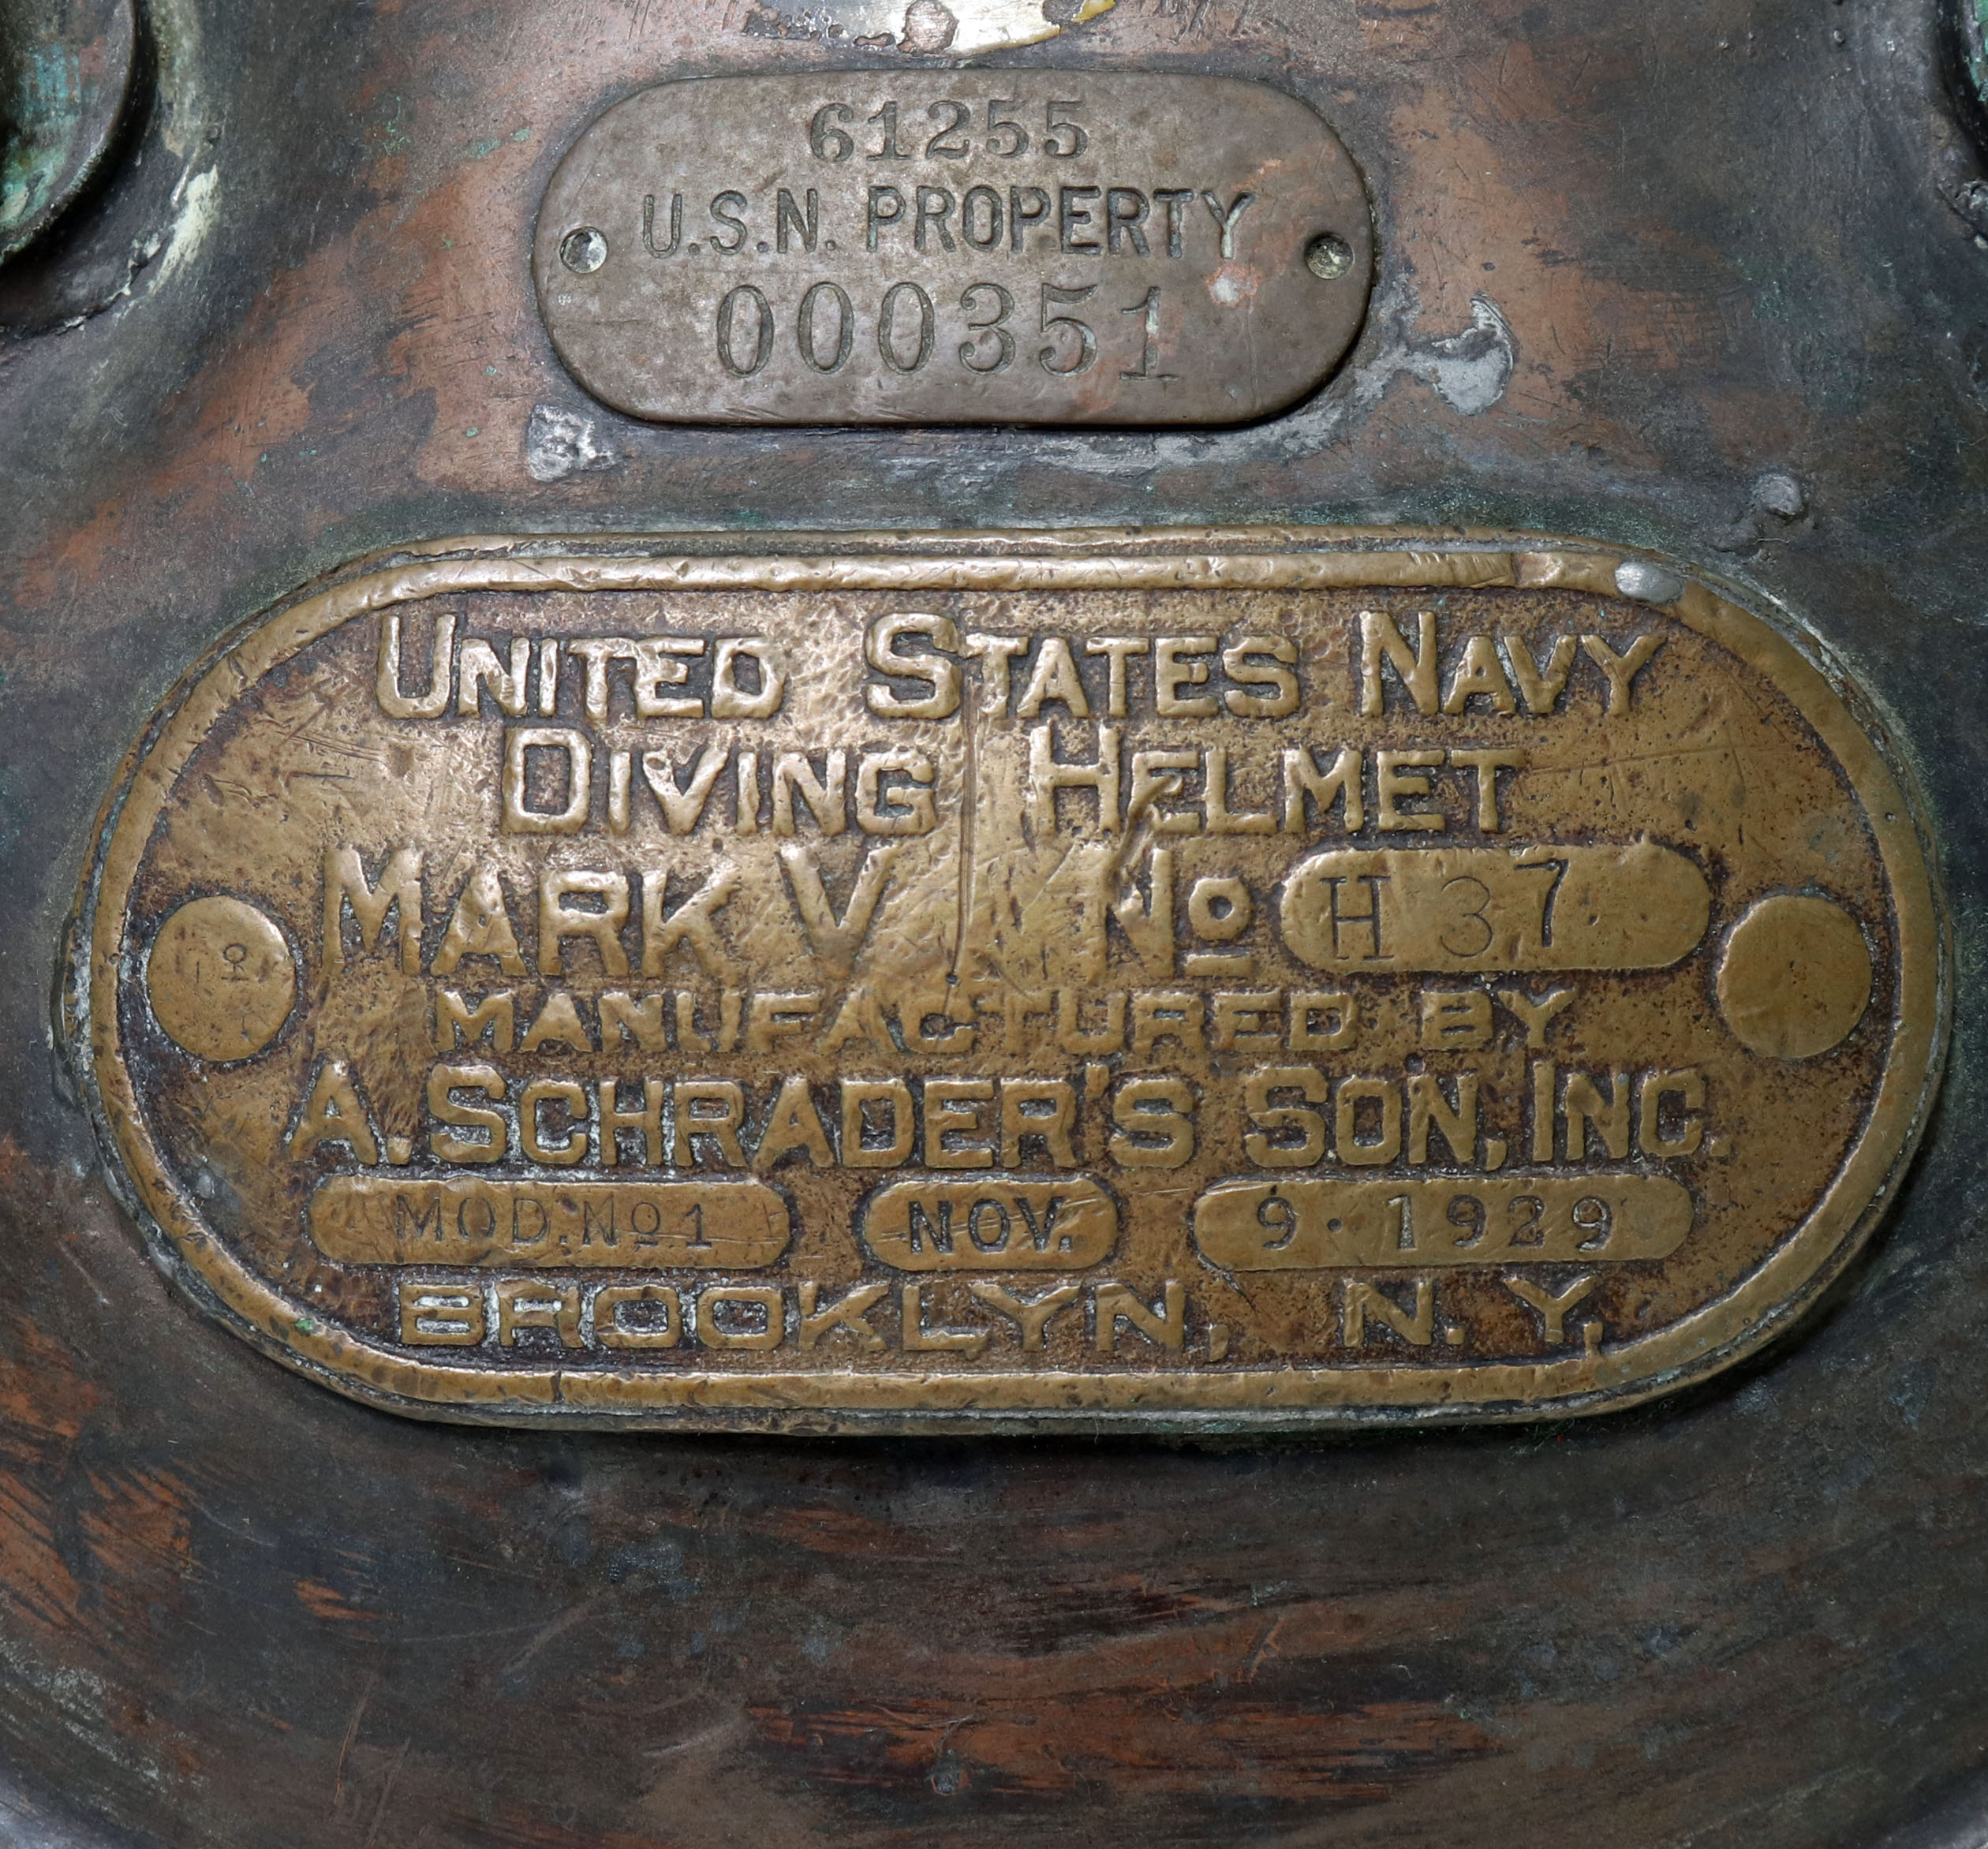 61255
U.S.N. PROPERTY
000351
UNITED STATES NAVY
DIVING HELMET
MARK V No H 37
MANUFACTURED BY
A. SCHRADER'S SON, INC.
MOD. No 1 NOV. 9 · 1929
BROOKLYN, N. Y.